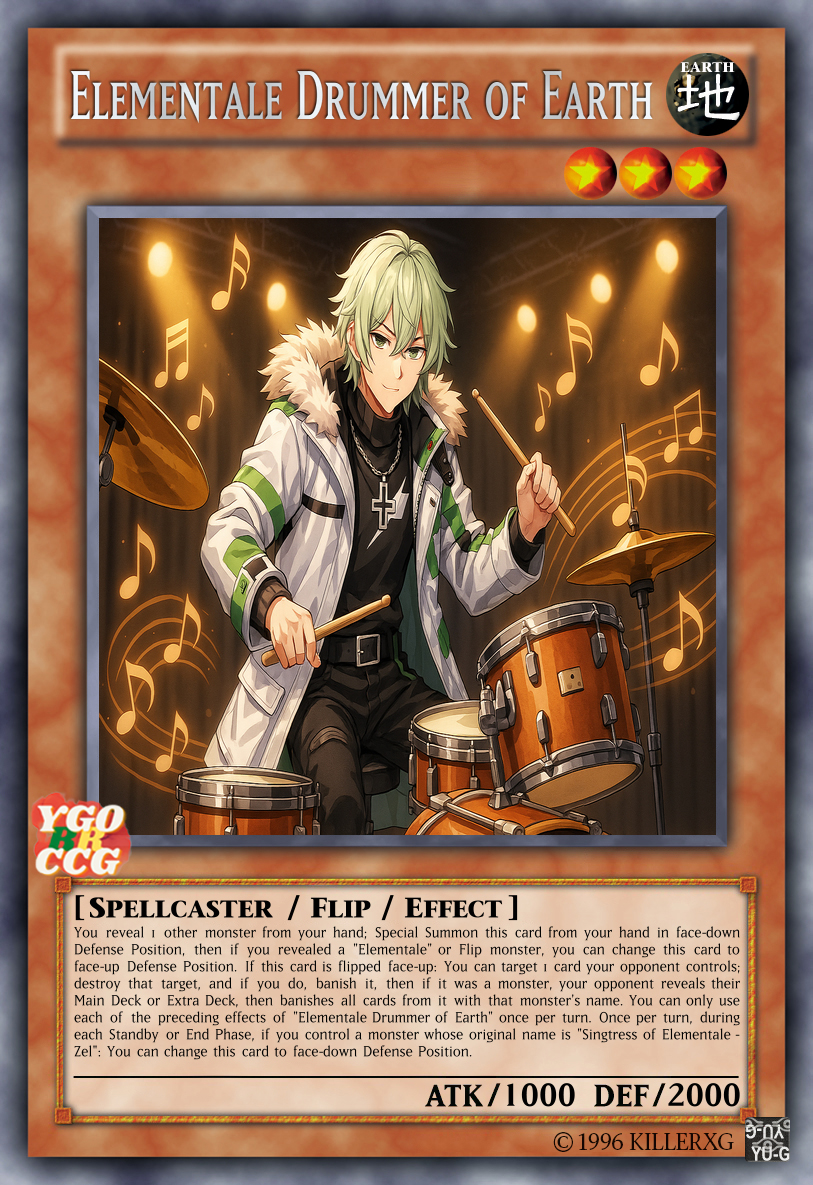 Elementale Drummer of Earth
EARTH
地
YGO
RR
CCG
[ Spellcaster / Flip / Effect ]
You reveal 1 other monster from your hand; Special Summon this card from your hand in face-down
Defense Position, then if you revealed a "Elementale" or Flip monster, you can change this card to
face-up Defense Position. If this card is flipped face-up: You can target 1 card your opponent controls;
destroy that target, and if you do, banish it, then if it was a monster, your opponent reveals their
Main Deck or Extra Deck, then banishes all cards from it with that monster's name. You can only use
each of the preceding effects of "Elementale Drummer of Earth" once per turn. Once per turn, during
each Standby or End Phase, if you control a monster whose original name is "Singtress of Elementale -
Zel": You can change this card to face-down Defense Position.
ATK/1000 DEF/2000
© 1996 KILLERXG
YU-G